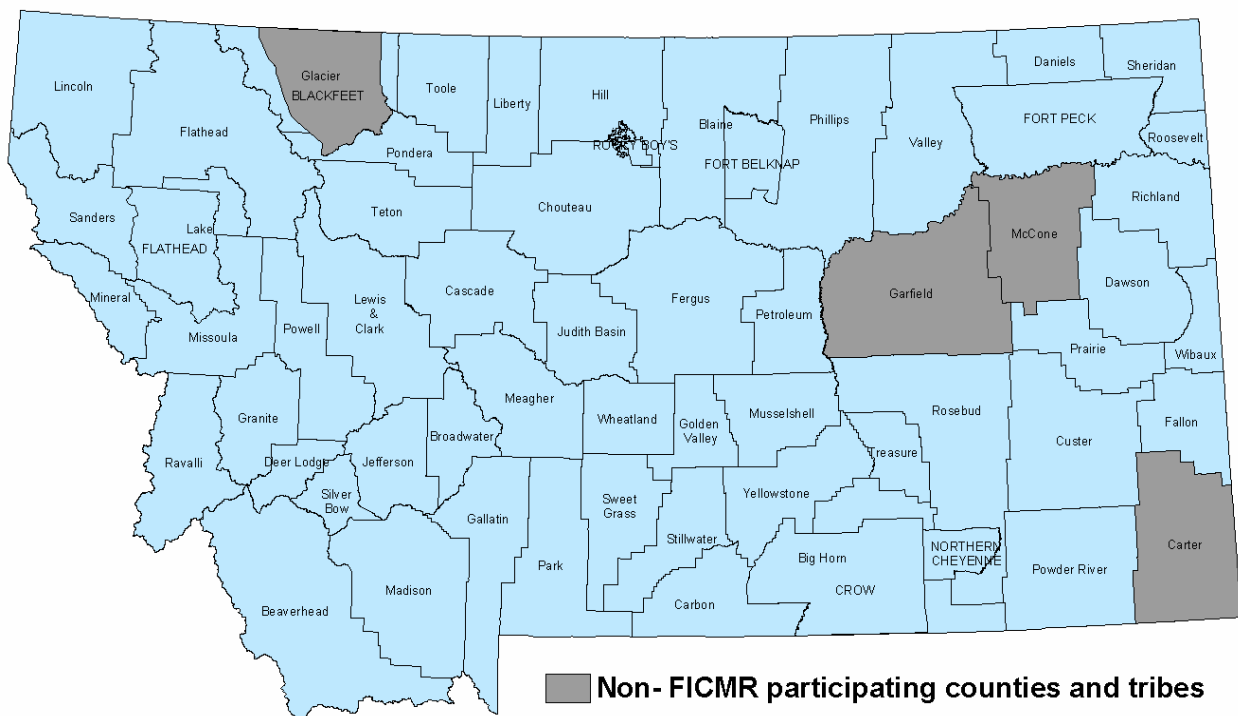 Lincoln
Flathead
Glacier
BLACKFEET
Toole
Liberty
Hill
ROCKY BOY'S
Blaine
FORT BELKNAP
Phillips
Valley
Daniels
Sheridan
FORT PECK
Roosevelt
Pondera
Teton
Chouteau
Richland
McCone
Garfield
Dawson
Sanders
Lake
FLATHEAD
Mineral
Missoula
Powell
Lewis
&
Clark
Cascade
Judith Basin
Fergus
Petroleum
Prairie
Wibaux
Granite
Ravalli
Deer Lodge
Silver
Bow
Jefferson
Broadwater
Meagher
Wheatland
Golden
Valley
Musselshell
Rosebud
Treasure
Custer
Fallon
Gallatin
Park
Sweet
Grass
Stillwater
Yellowstone
Big Horn
CROW
NORTHERN
CHEYENNE
Powder River
Carter
Beaverhead
Madison
Carbon
Non- FICMR participating counties and tribes